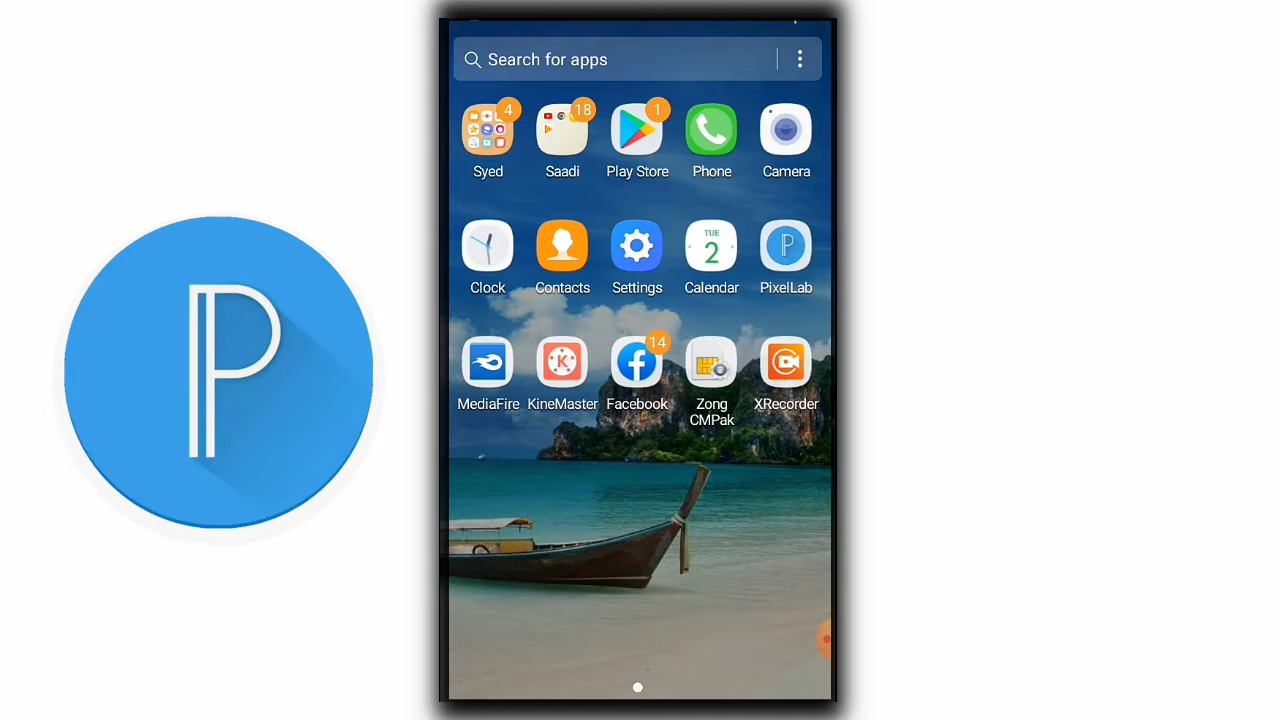 Search for apps
4
18
1
Syed
Saadi
Play Store
Phone
Camera
TUE
2
P
Clock
Contacts
Settings
Calendar
PixelLab
P
14
K
MediaFire
KineMaster
Facebook
Zong
CMPak
XRecorder